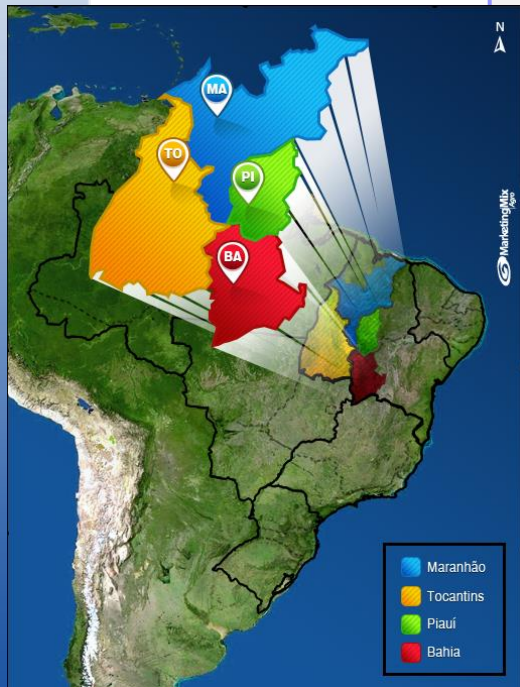 N
MA
TO
PI
BA
MarketingMix
Agro
Maranhão
Tocantins
Piauí
Bahia